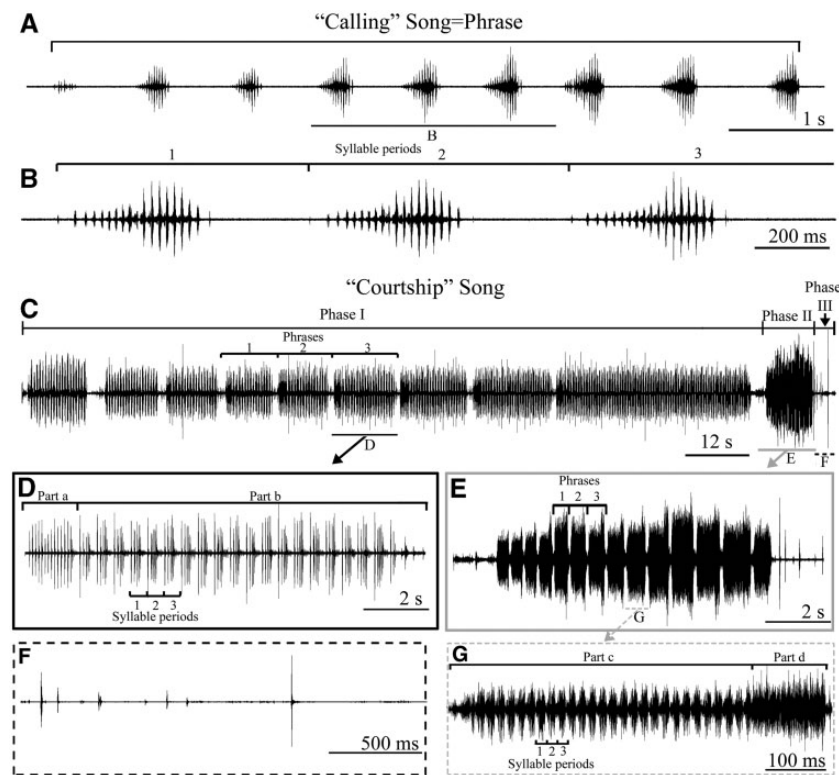 A
“Calling” Song=Phrase
B
1 s
Syllable periods
B
1 2 3
200 ms
“Courtship” Song
C
Phase I
Phase II
Phase
III
Phrases
1 2 3
D
12 s
E
F
D
Part a
Part b
1 2 3
Syllable periods
2 s
E
Phrases
1 2 3
G
2 s
F
500 ms
G
Part c
Part d
1 2 3
Syllable periods
100 ms